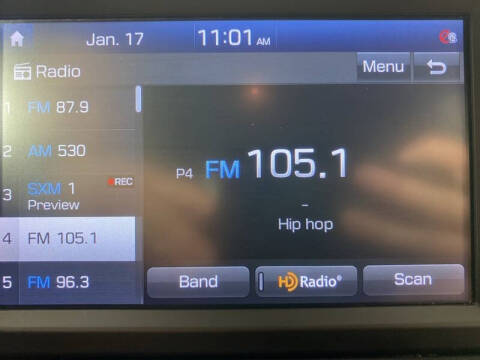 Jan. 17 11:01 AM
Radio Menu
1 FM 87.9
2 AM 530
3 SXM 1 REC
Preview
4 FM 105.1
5 FM 96.3
P4 FM 105.1
-
Hip hop
Band HD Radio® Scan